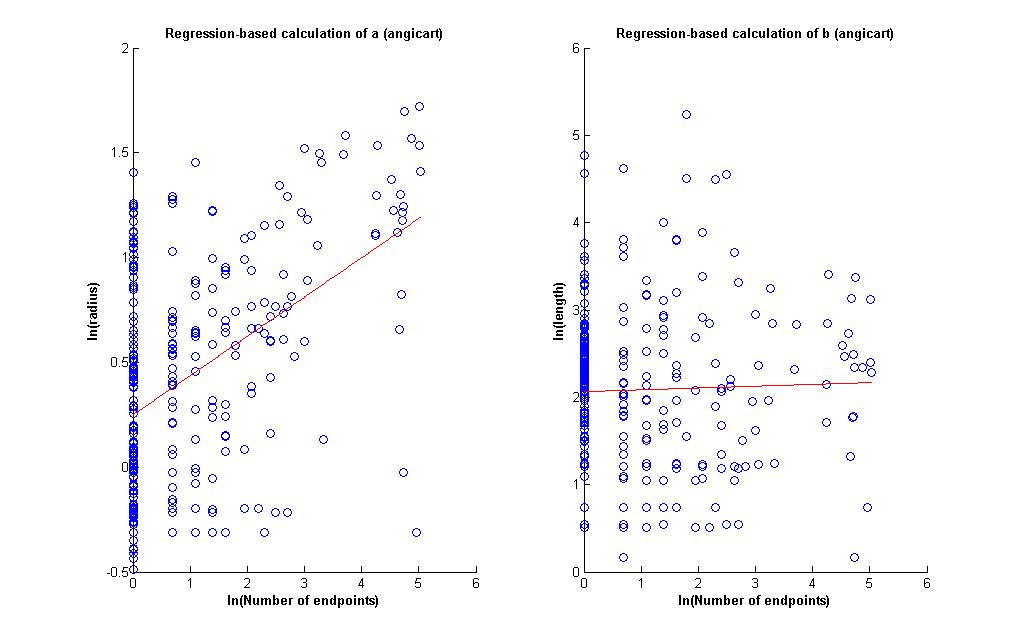 Regression-based calculation of a (angicart)
2
1.5
1
0.5
0
-0.5
0 1 2 3 4 5 6
ln(radius)
ln(Number of endpoints)
Regression-based calculation of b (angicart)
6
5
4
3
2
1
0
0 1 2 3 4 5 6
ln(length)
ln(Number of endpoints)